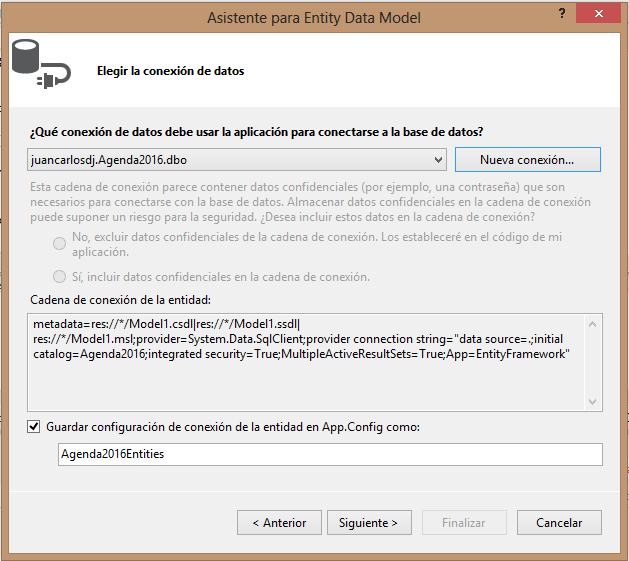 Asistente para Entity Data Model
?
Elegir la conexión de datos
¿Qué conexión de datos debe usar la aplicación para conectarse a la base de datos?
juancarlosdj.Agenda2016.dbo
Nueva conexión...
Esta cadena de conexión parece contener datos confidenciales (por ejemplo, una contraseña) que son
necesarios para conectarse con la base de datos. Almacenar datos confidenciales en la cadena de conexión
puede suponer un riesgo para la seguridad. ¿Desea incluir estos datos en la cadena de conexión?
No, excluir datos confidenciales de la cadena de conexión. Los estableceré en el código de mi
aplicación.
Sí, incluir datos confidenciales en la cadena de conexión.
Cadena de conexión de la entidad:
metadata=res://*/Model1.csdl|res://*/Model1.ssdl|
res://*/Model1.msl;provider=System.Data.SqlClient;provider connection string="data source=.;initial
catalog=Agenda2016;integrated security=True;MultipleActiveResultSets=True;App=EntityFramework"
Guardar configuración de conexión de la entidad en App.Config como:
Agenda2016Entities
< Anterior
Siguiente >
Finalizar
Cancelar